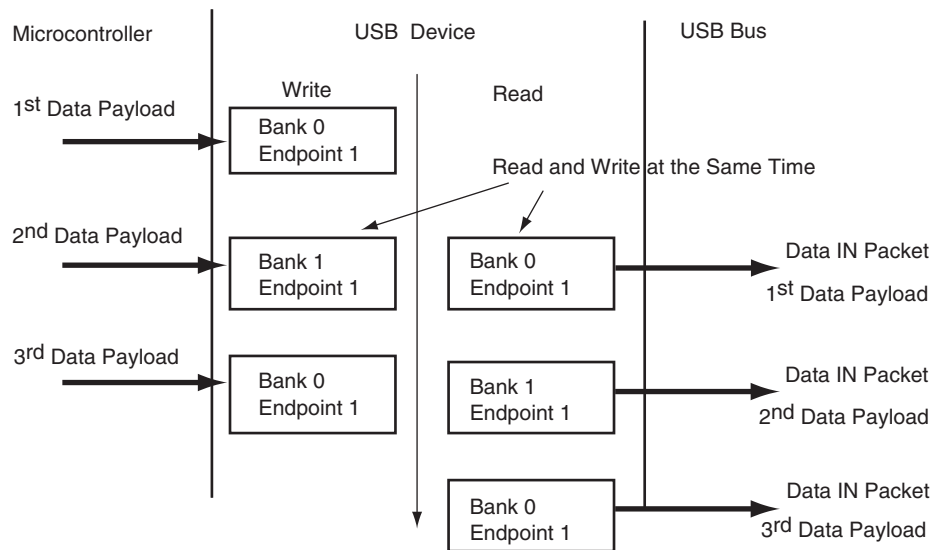 Microcontroller
USB Device
USB Bus
Write
Read
1st Data Payload
Bank 0
Endpoint 1
Read and Write at the Same Time
2nd Data Payload
Bank 1
Endpoint 1
Bank 0
Endpoint 1
Data IN Packet
1st Data Payload
3rd Data Payload
Bank 0
Endpoint 1
Bank 1
Endpoint 1
Data IN Packet
2nd Data Payload
Bank 0
Endpoint 1
Data IN Packet
3rd Data Payload